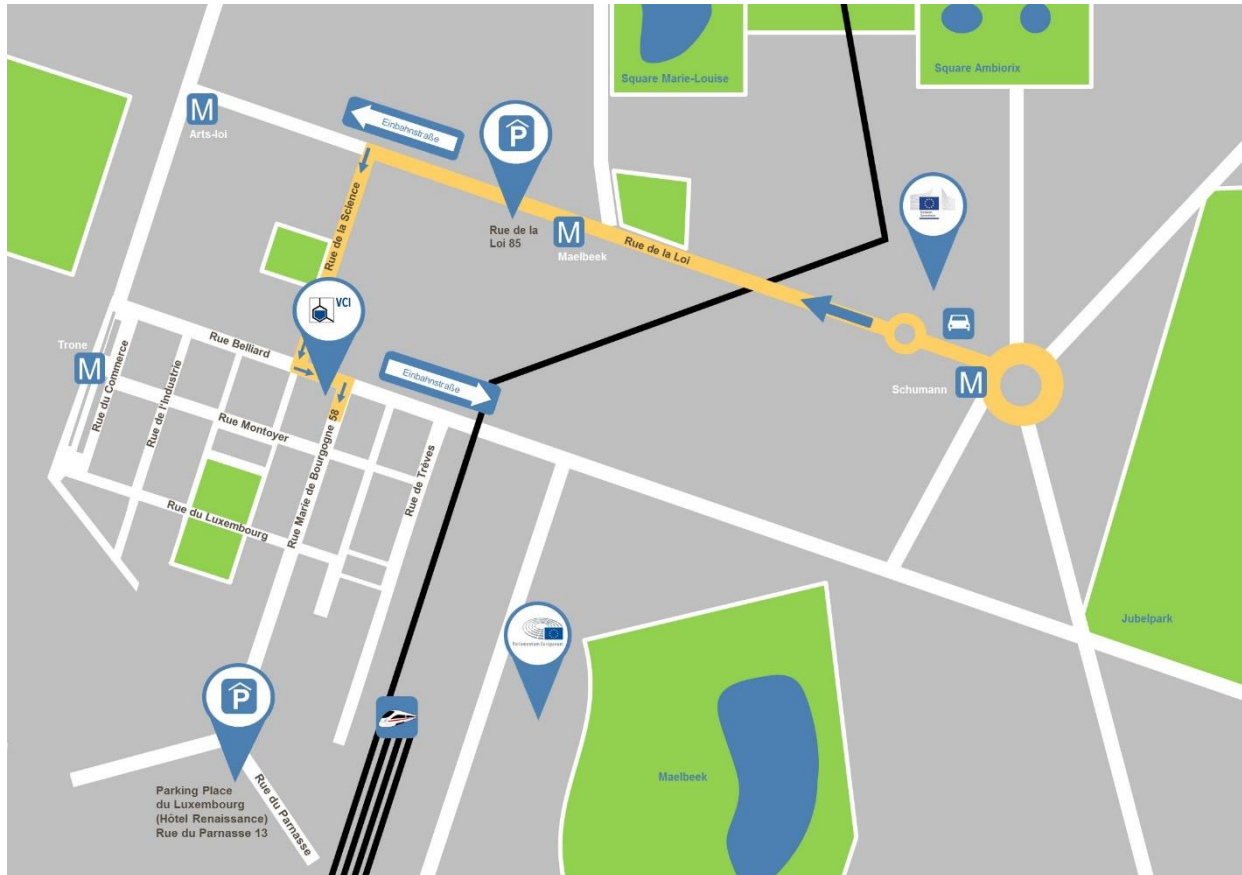 Square Marie-Louise
Square Ambiorix
M
Arts-loi
Einbahnstraße
P
Rue de la Science
Rue de la
Loi 85
M
Maelbeek
Rue de la Loi
VCI
Trone
M
Rue Belliard
Einbahnstraße
Schumann
M
Rue du Commerce
Rue de l'Industrie
Rue Montoyer
Rue Marie de Bourgogne 58
Rue de Trèves
Rue du Luxembourg
Jubelpark
P
Maelbeek
Parking Place
du Luxembourg
(Hôtel Renaissance)
Rue du Parnasse 13
Rue du Parnasse